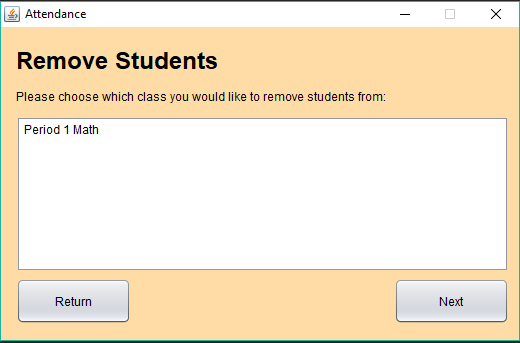 Attendance
Remove Students
Please choose which class you would like to remove students from:
Period 1 Math
Return
Next